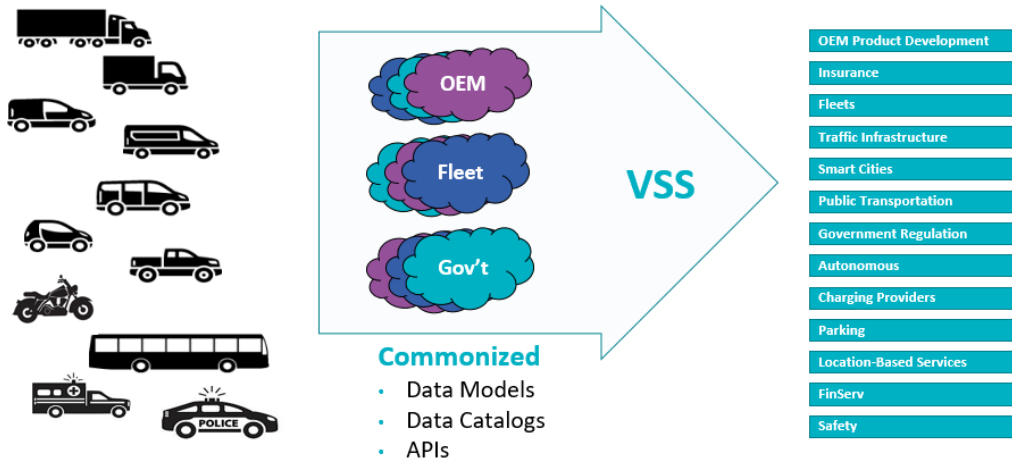 OEM
Fleet
Gov't
VSS
Commonized
• Data Models
• Data Catalogs
• APIs
POLICE
OEM Product Development
Insurance
Fleets
Traffic Infrastructure
Smart Cities
Public Transportation
Government Regulation
Autonomous
Charging Providers
Parking
Location-Based Services
FinServ
Safety